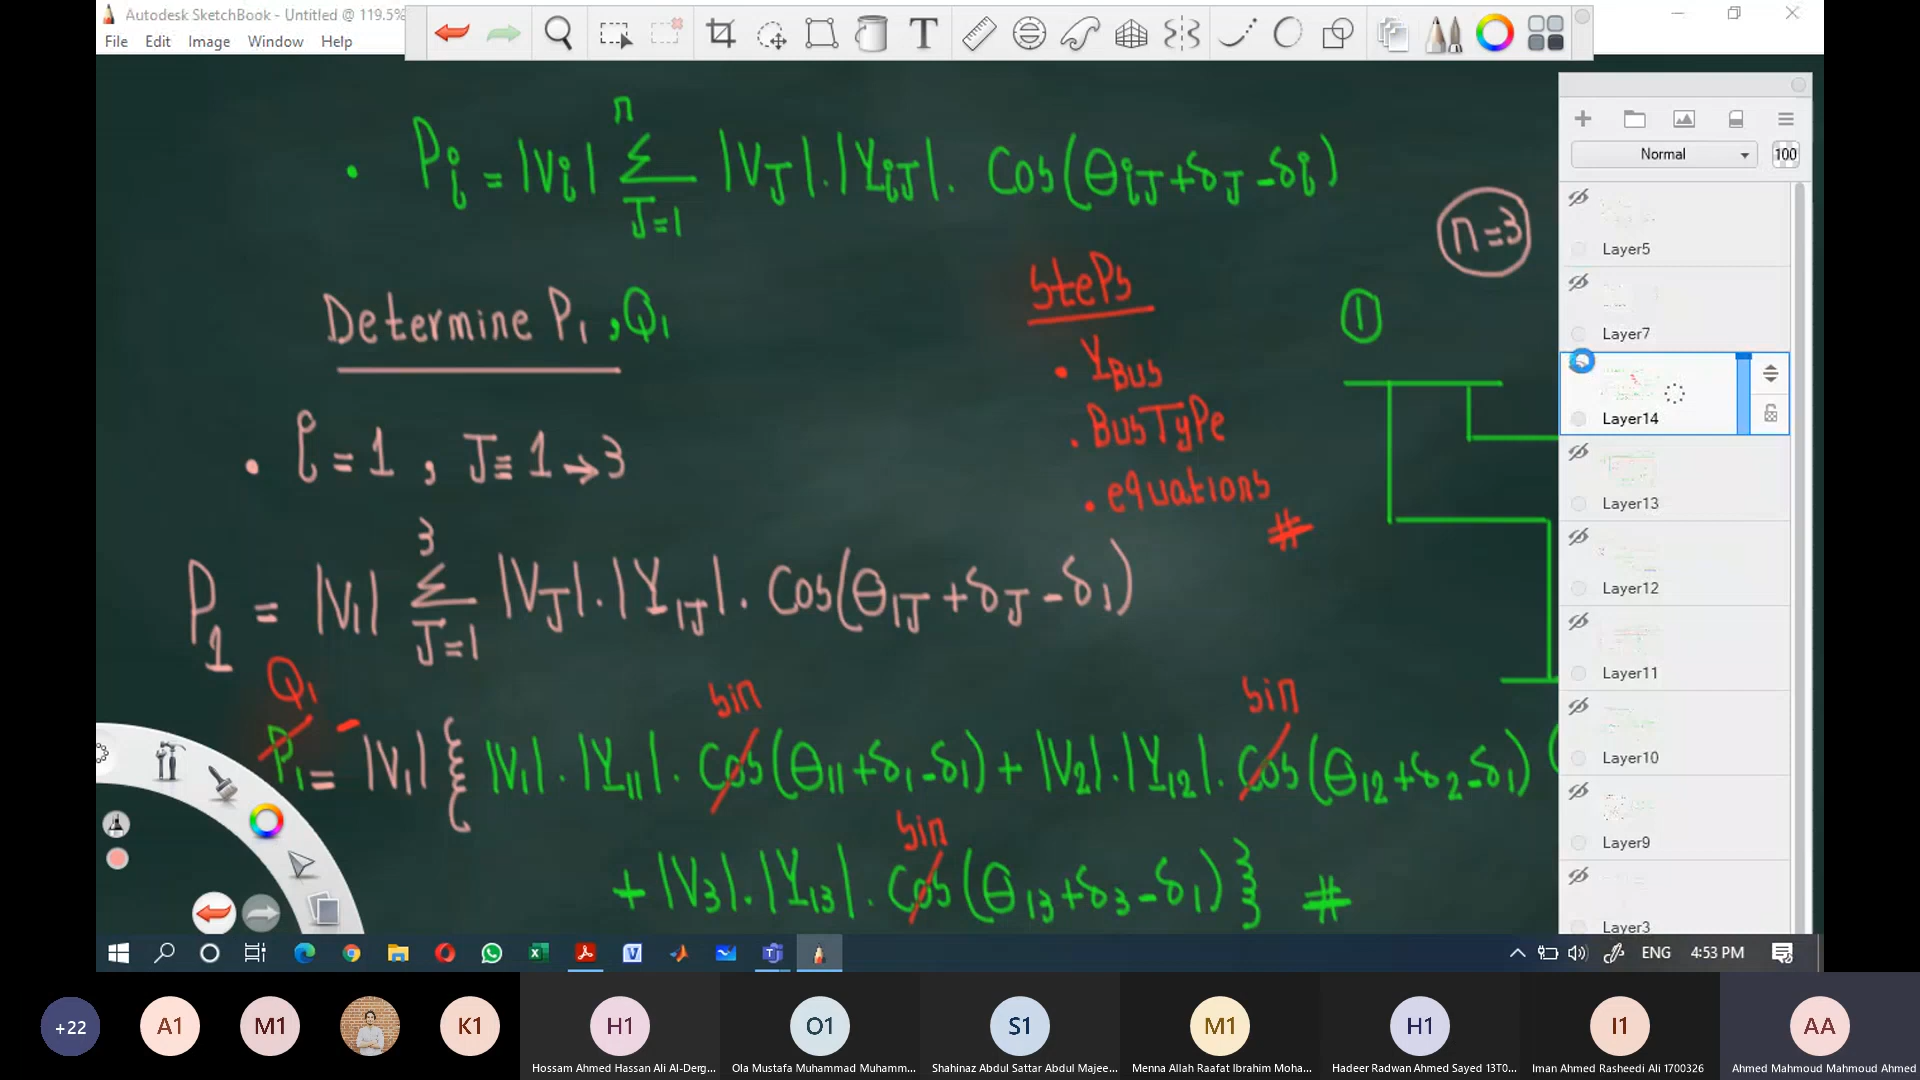 Autodesk SketchBook - Untitled @ 119.5%
File Edit Image Window Help
n
• Pi = |Vi| Σ |VJ|.|YiJ|. Cos(θiJ+δJ-δi)
J=1
n=3
Determine P1, Q1
Steps
• YBus
. BusType
. equations
#
①
• i = 1 , J≡ 1→3
3
P1 = |V1| Σ |VJ|.|Y1J|. Cos(θ1J+δJ-δ1)
J=1
Q1 - sin sin
P1= |V1| { |V1|.|Y11|. Cos(θ11+δ1-δ1)+|V2|.|Y12|. Cos(θ12+δ2-δ1)
sin
+|V3|.|Y13|. Cos(θ13+δ3-δ1)} #
Normal 100
Layer5
Layer7
Layer14
Layer13
Layer12
Layer11
Layer10
Layer9
Layer3
ENG 4:53 PM
+22 A1 M1 K1 H1 O1 S1 M1 H1 I1 AA
Hossam Ahmed Hassan Ali Al-Derg...
Ola Mustafa Muhammad Muhamm...
Shahinaz Abdul Sattar Abdul Majee...
Menna Allah Raafat Ibrahim Moha...
Hadeer Radwan Ahmed Sayed 13T0...
Iman Ahmed Rasheedi Ali 1700326
Ahmed Mahmoud Mahmoud Ahmed